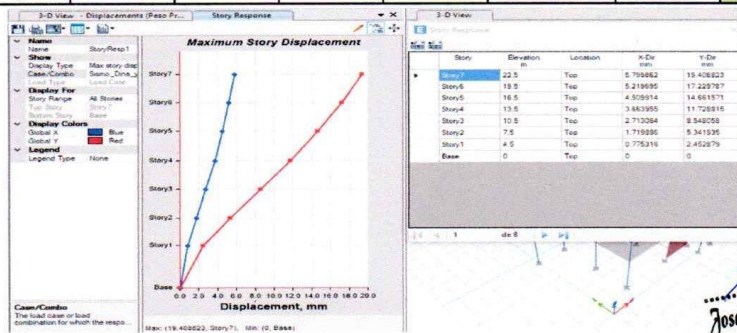 3-D View - Displacements (Peso Pr...
Story Response
Name
Name StoryResp1
Show
Display Type Max story disp
Case/Combo Sismo_Dina_y
Load Type Load Case
Display For
Story Range All Stories
Top Story Story7
Bottom Story Base
Display Colors
Global X Blue
Global Y Red
Legend
Legend Type None
Case/Combo
The load case or load
combination for which the respo...
Maximum Story Displacement
Story7
Story6
Story5
Story4
Story3
Story2
Story1
Base
0.0 2.0 4.0 6.0 8.0 10.0 12.0 14.0 16.0 18.0 20.0
Displacement, mm
Max: (19.408823, Story7), Min: (0, Base)
3-D View
Story Response
Story Elevation Location X-Dir Y-Dir
m mm mm
Story7 22.5 Top 5.799862 19.408823
Story6 19.5 Top 5.219695 17.229787
Story5 16.5 Top 4.509914 14.661571
Story4 13.5 Top 3.663955 11.728815
Story3 10.5 Top 2.713064 8.548058
Story2 7.5 Top 1.719886 5.341935
Story1 4.5 Top 0.775316 2.452879
Base 0 Top 0 0
1 de 8